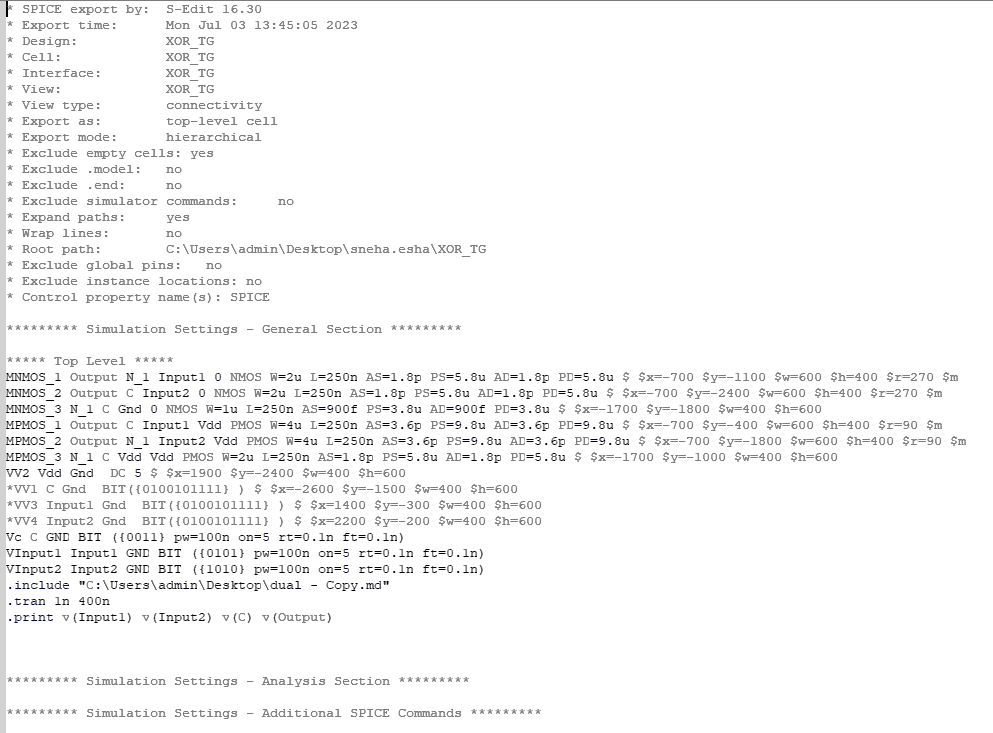 * SPICE export by:  S-Edit 16.30
* Export time:      Mon Jul 03 13:45:05 2023
* Design:           XOR_TG
* Cell:             XOR_TG
* Interface:        XOR_TG
* View:             XOR_TG
* View type:        connectivity
* Export as:        top-level cell
* Export mode:      hierarchical
* Exclude empty cells: yes
* Exclude .model:   no
* Exclude .end:     no
* Exclude simulator commands:     no
* Expand paths:     yes
* Wrap lines:       no
* Root path:        C:\Users\admin\Desktop\sneha.esha\XOR_TG
* Exclude global pins:   no
* Exclude instance locations: no
* Control property name(s): SPICE
********* Simulation Settings - General Section *********
***** Top Level *****
MNMOS_1 Output N_1 Input1 0 NMOS W=2u L=250n AS=1.8p PS=5.8u AD=1.8p PD=5.8u $ $x=-700 $y=-1100 $w=600 $h=400 $r=270 $m
MNMOS_2 Output C Input2 0 NMOS W=2u L=250n AS=1.8p PS=5.8u AD=1.8p PD=5.8u $ $x=-700 $y=-2400 $w=600 $h=400 $r=270 $m
MNMOS_3 N_1 C Gnd 0 NMOS W=1u L=250n AS=900f PS=3.8u AD=900f PD=3.8u $ $x=-1700 $y=-1800 $w=400 $h=600
MPMOS_1 Output C Input1 Vdd PMOS W=4u L=250n AS=3.6p PS=9.8u AD=3.6p PD=9.8u $ $x=-700 $y=-400 $w=600 $h=400 $r=90 $m
MPMOS_2 Output N_1 Input2 Vdd PMOS W=4u L=250n AS=3.6p PS=9.8u AD=3.6p PD=9.8u $ $x=-700 $y=-1800 $w=600 $h=400 $r=90 $m
MPMOS_3 N_1 C Vdd Vdd PMOS W=2u L=250n AS=1.8p PS=5.8u AD=1.8p PD=5.8u $ $x=-1700 $y=-1000 $w=400 $h=600
VV2 Vdd Gnd  DC 5 $ $x=1900 $y=-2400 $w=400 $h=600
*VV1 C Gnd  BIT({0100101111} ) $ $x=-2600 $y=-1500 $w=400 $h=600
*VV3 Input1 Gnd  BIT({0100101111} ) $ $x=1400 $y=-300 $w=400 $h=600
*VV4 Input2 Gnd  BIT({0100101111} ) $ $x=2200 $y=-200 $w=400 $h=600
Vc C GND BIT ({0011} pw=100n on=5 rt=0.1n ft=0.1n)
VInput1 Input1 GND BIT ({0101} pw=100n on=5 rt=0.1n ft=0.1n)
VInput2 Input2 GND BIT ({1010} pw=100n on=5 rt=0.1n ft=0.1n)
.include "C:\Users\admin\Desktop\dual - Copy.md"
.tran 1n 400n
.print v(Input1) v(Input2) v(C) v(Output)
********* Simulation Settings - Analysis Section *********
********* Simulation Settings - Additional SPICE Commands *********